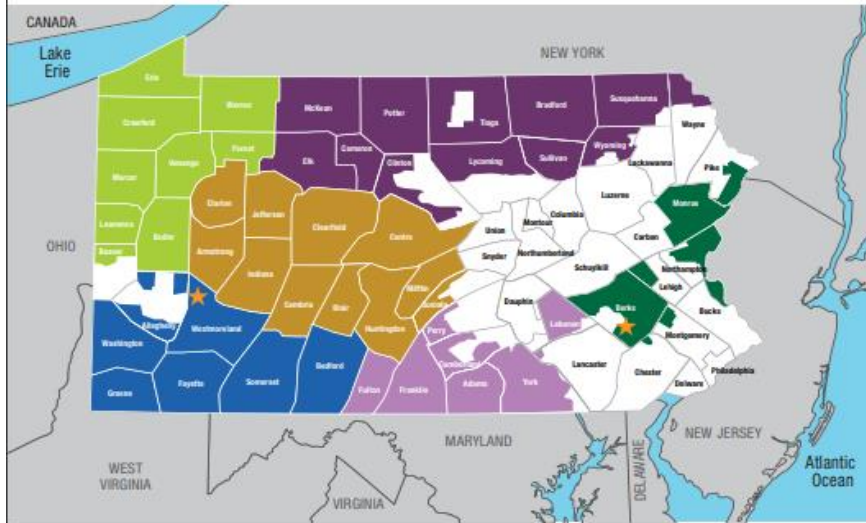 CANADA
Lake
Erie
NEW YORK
Erie
Warren
McKean
Potter
Tioga
Bradford
Susquehanna
Wayne
Crawford
Forest
Elk
Cameron
Clinton
Lycoming
Sullivan
Wyoming
Lackawanna
Pike
Mercer
Venango
Clarion
Jefferson
Clearfield
Centre
Luzerne
Monroe
Columbia
Montour
Union
Lawrence
Butler
Armstrong
Carbon
OHIO
Beaver
Indiana
Snyder
Northumberland
Northampton
Schuylkill
Lehigh
Mifflin
Juniata
Cambria
Blair
Dauphin
Berks
Bucks
Allegheny
Westmoreland
Huntington
Perry
Lebanon
Montgomery
Washington
Cumberland
Philadelphia
Bedford
Lancaster
Chester
Delaware
Greene
Fayette
Somerset
Fulton
Franklin
Adams
York
MARYLAND
NEW JERSEY
DELAWARE
WEST
VIRGINIA
VIRGINIA
Atlantic
Ocean